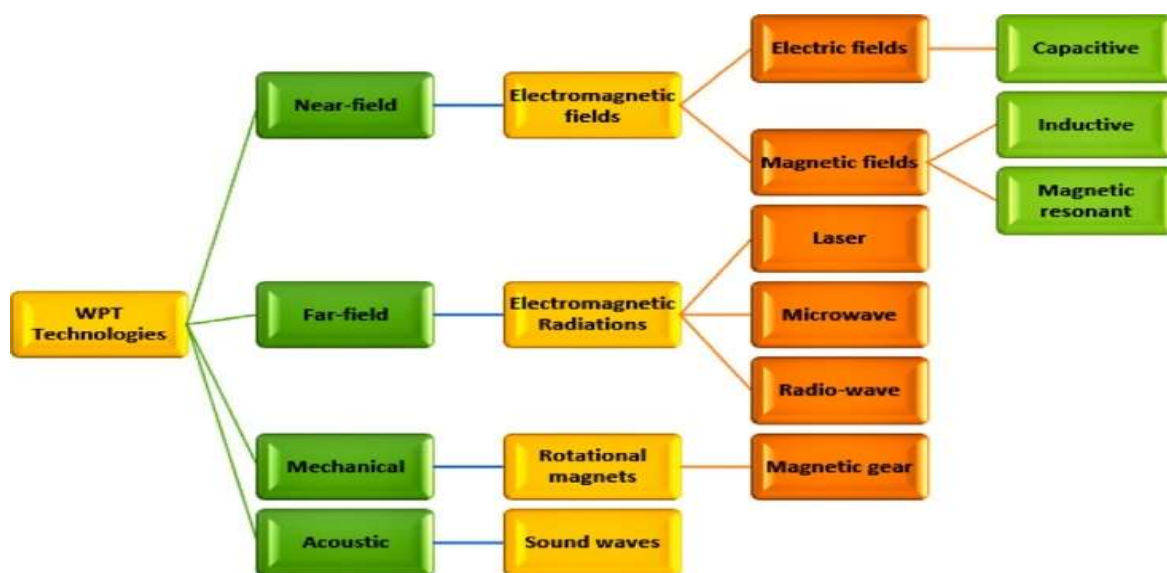 Electric fields
Capacitive
Near-field
Electromagnetic
fields
Inductive
Magnetic fields
Magnetic
resonant
Laser
WPT
Technologies
Far-field
Electromagnetic
Radiations
Microwave
Radio-wave
Mechanical
Rotational
magnets
Magnetic gear
Acoustic
Sound waves